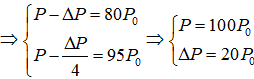 ⇒ { P − ΔP = 80P₀
P − ΔP/4 = 95P₀ ⇒ { P = 100P₀
ΔP = 20P₀